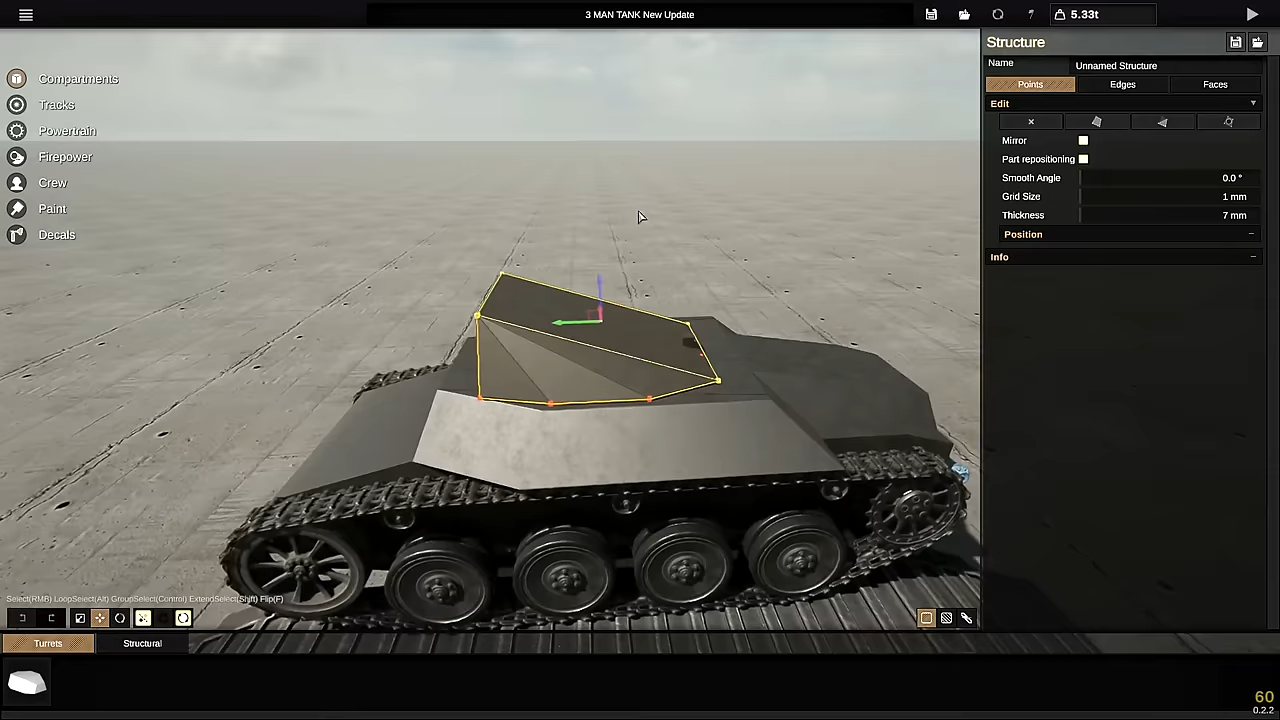 3 MAN TANK New Update
5.33t
Compartments
Tracks
Powertrain
Firepower
Crew
Paint
Decals
Structure
Name Unnamed Structure
Points Edges Faces
Edit
Mirror
Part repositioning
Smooth Angle 0.0 °
Grid Size 1 mm
Thickness 7 mm
Position
Info
Select(RMB) LoopSelect(Alt) GroupSelect(Control) ExtendSelect(Shift) Flip(F)
Turrets Structural
60
0.2.2